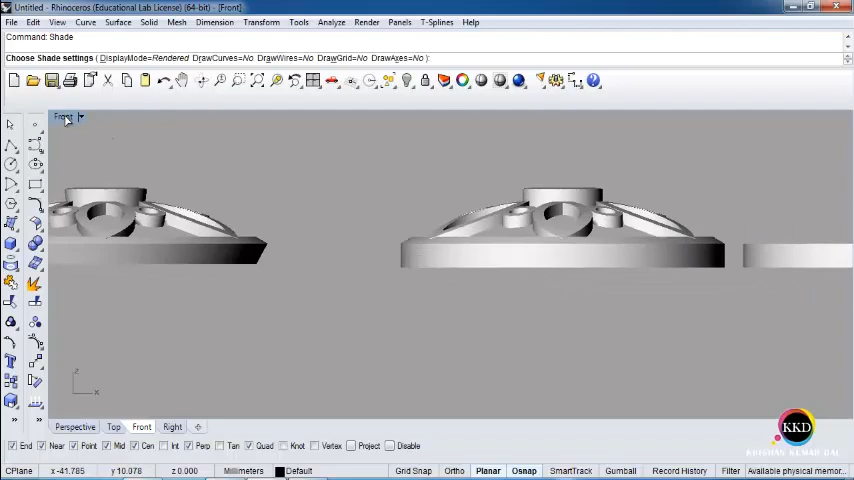 Untitled - Rhinoceros (Educational Lab License) (64-bit) - [Front]
File Edit View Curve Surface Solid Mesh Dimension Transform Tools Analyze Render Panels T-Splines Help
Command: Shade
Choose Shade settings ( DisplayMode=Rendered DrawCurves=No DrawWires=No DrawGrid=No DrawAxes=No ):
Front
z
x
Perspective Top Front Right
KKD
KRISHAN KUMAR DAS
End Near Point Mid Cen Int Perp Tan Quad Knot Vertex Project Disable
CPlane x -41.785 y 10.078 z 0.000 Millimeters Default Grid Snap Ortho Planar Osnap SmartTrack Gumball Record History Filter Available physical memor...